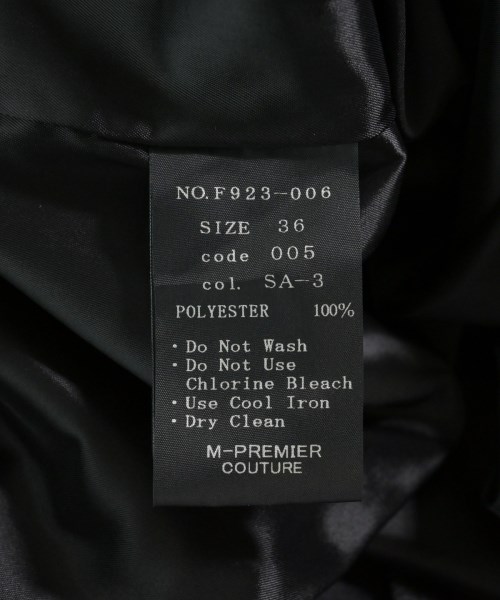 NO.F923-006
SIZE 36
code 005
col. SA-3
POLYESTER 100%
・Do Not Wash
・Do Not Use
Chlorine Bleach
・Use Cool Iron
・Dry Clean
M-PREMIER
COUTURE